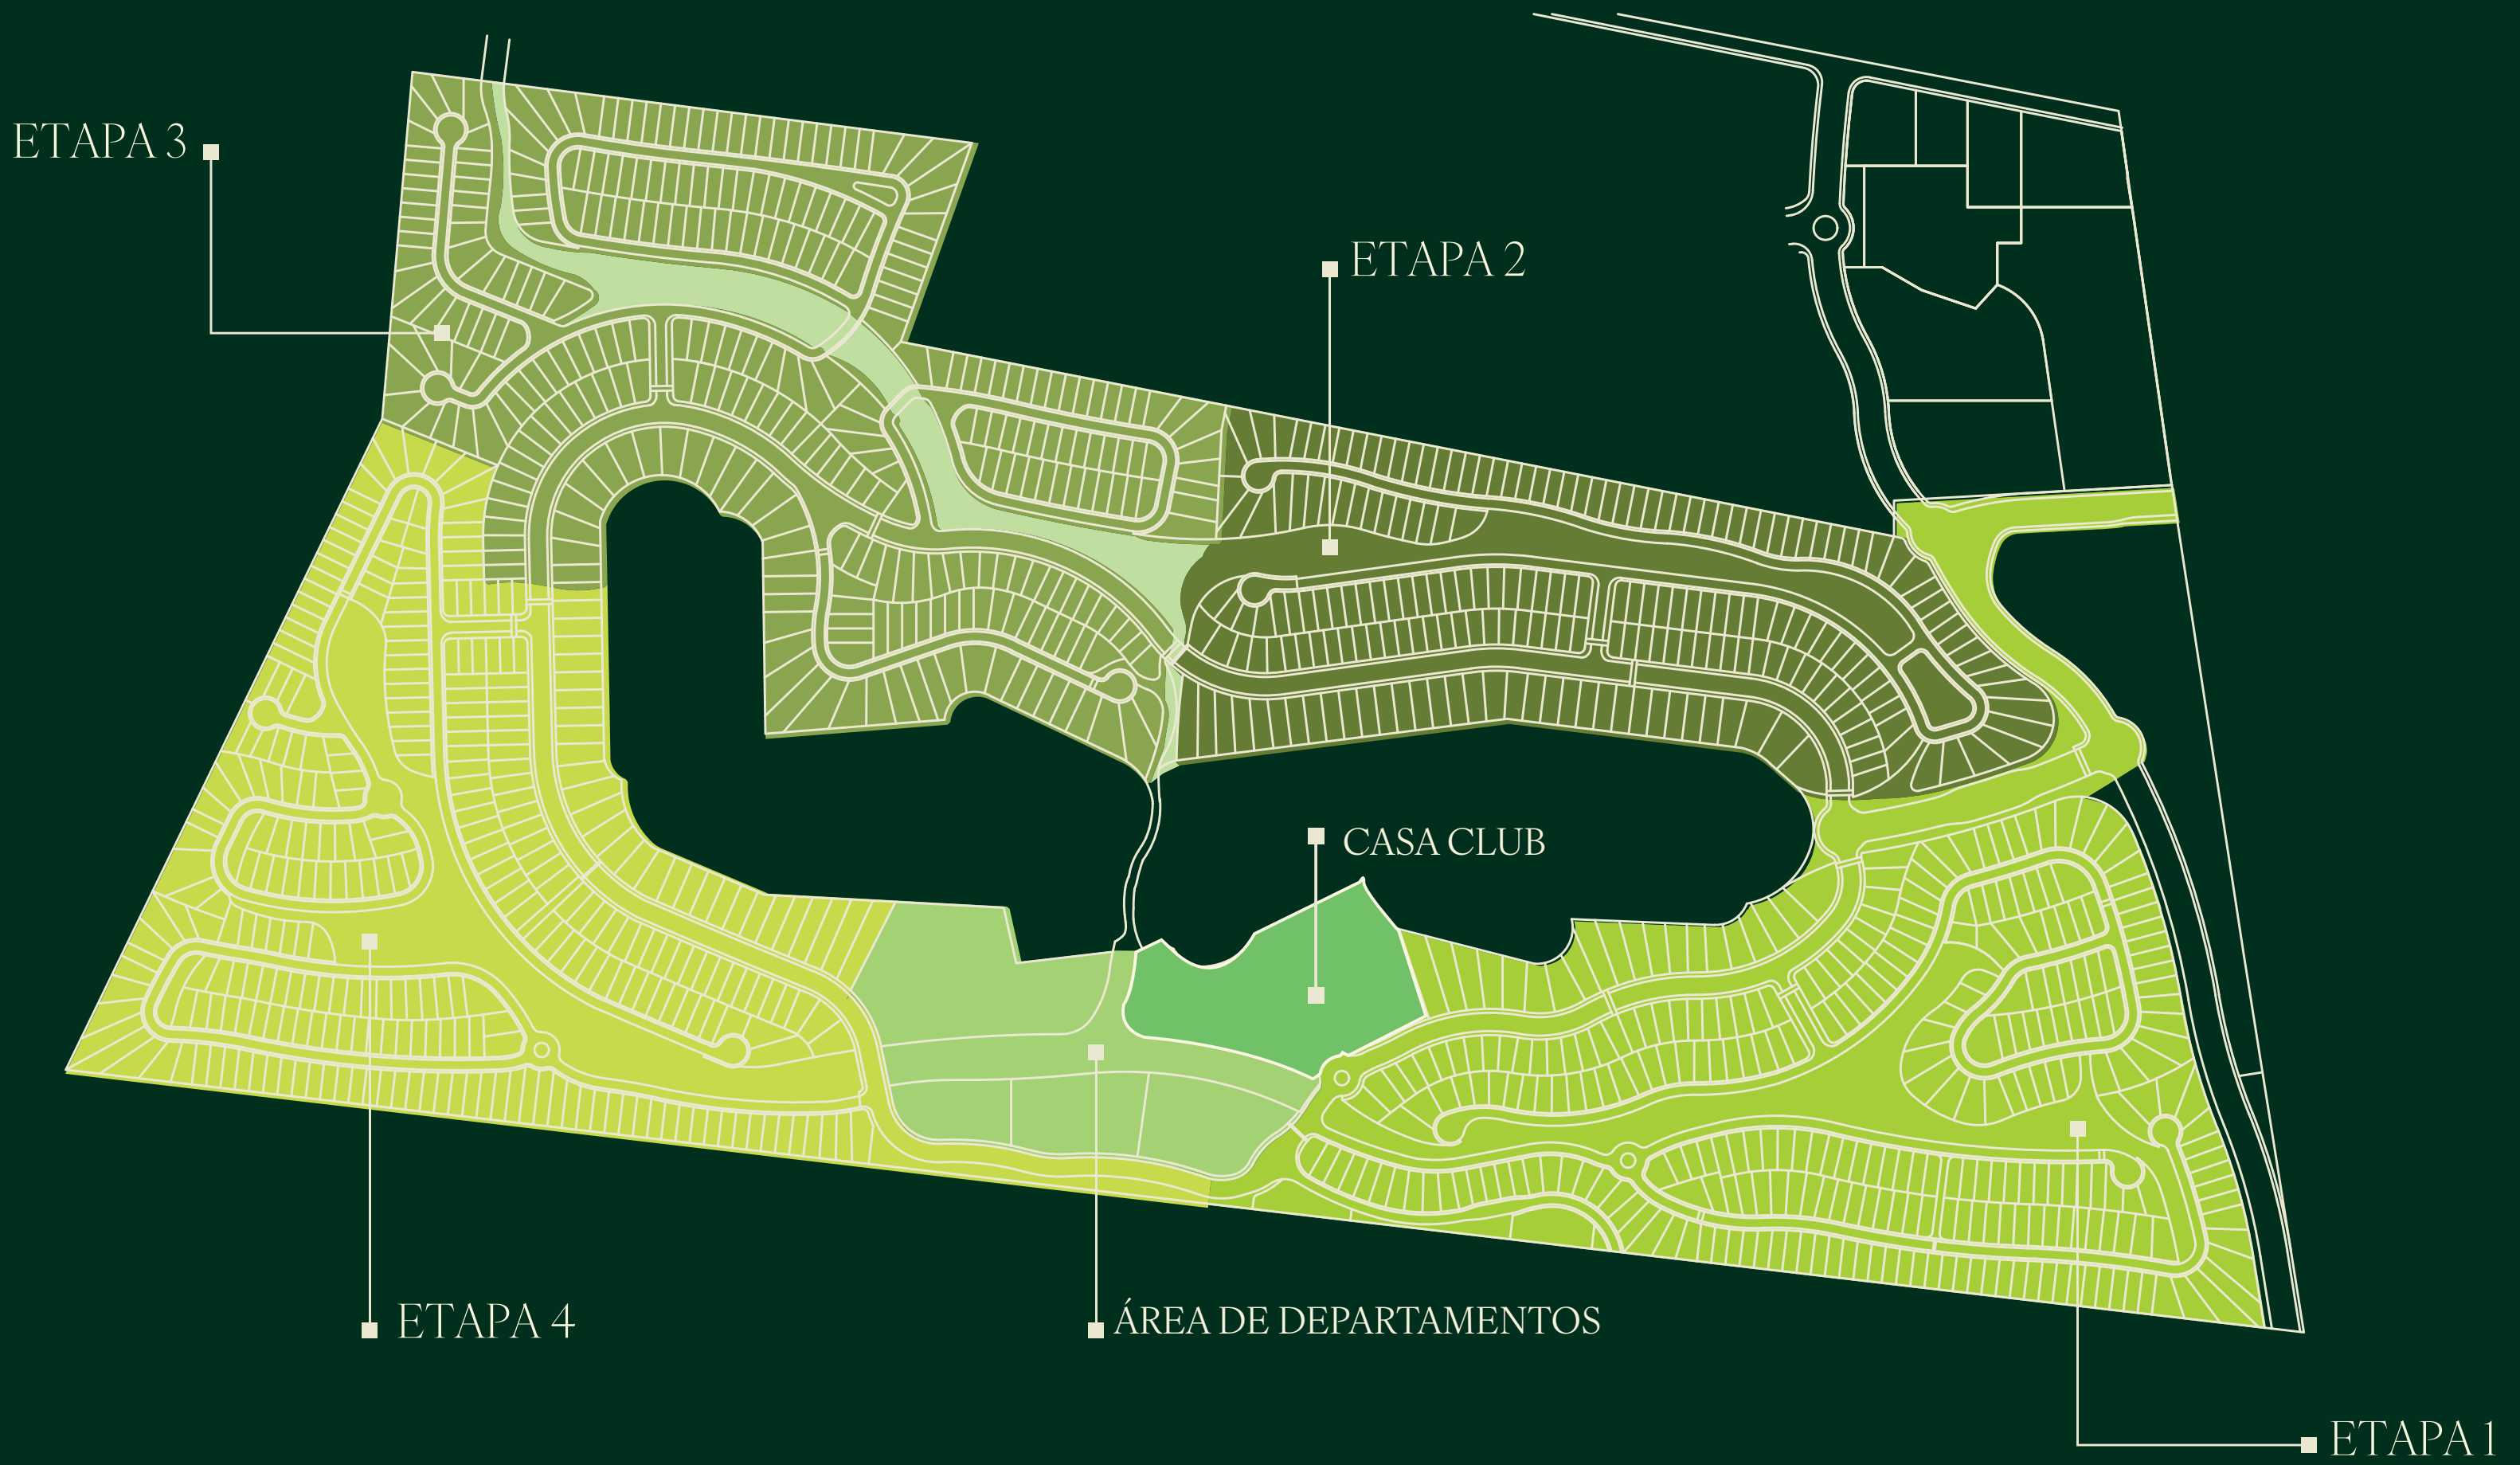 ETAPA 3
ETAPA 2
CASA CLUB
ETAPA 4
ÁREA DE DEPARTAMENTOS
ETAPA 1